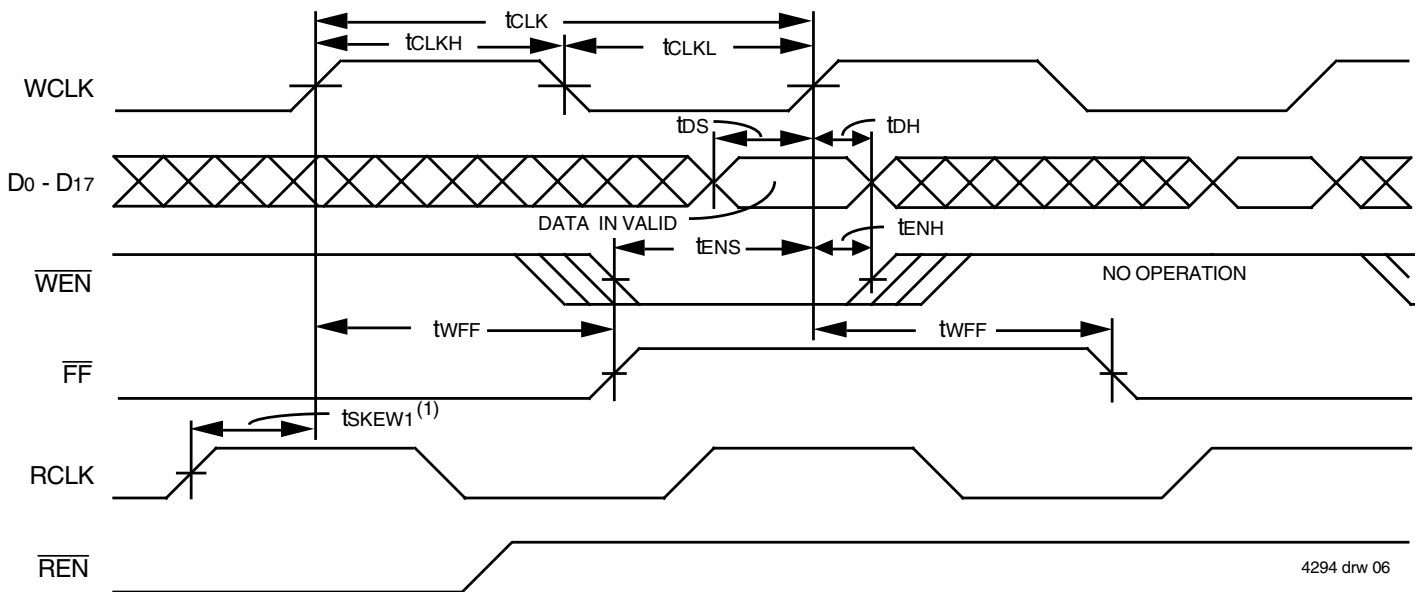 tCLK
tCLKH
tCLKL
WCLK
tDS
tDH
D0 - D17
DATA IN VALID
tENS
tENH
WEN
NO OPERATION
tWFF
tWFF
FF
tSKEW1(1)
RCLK
REN
4294 drw 06